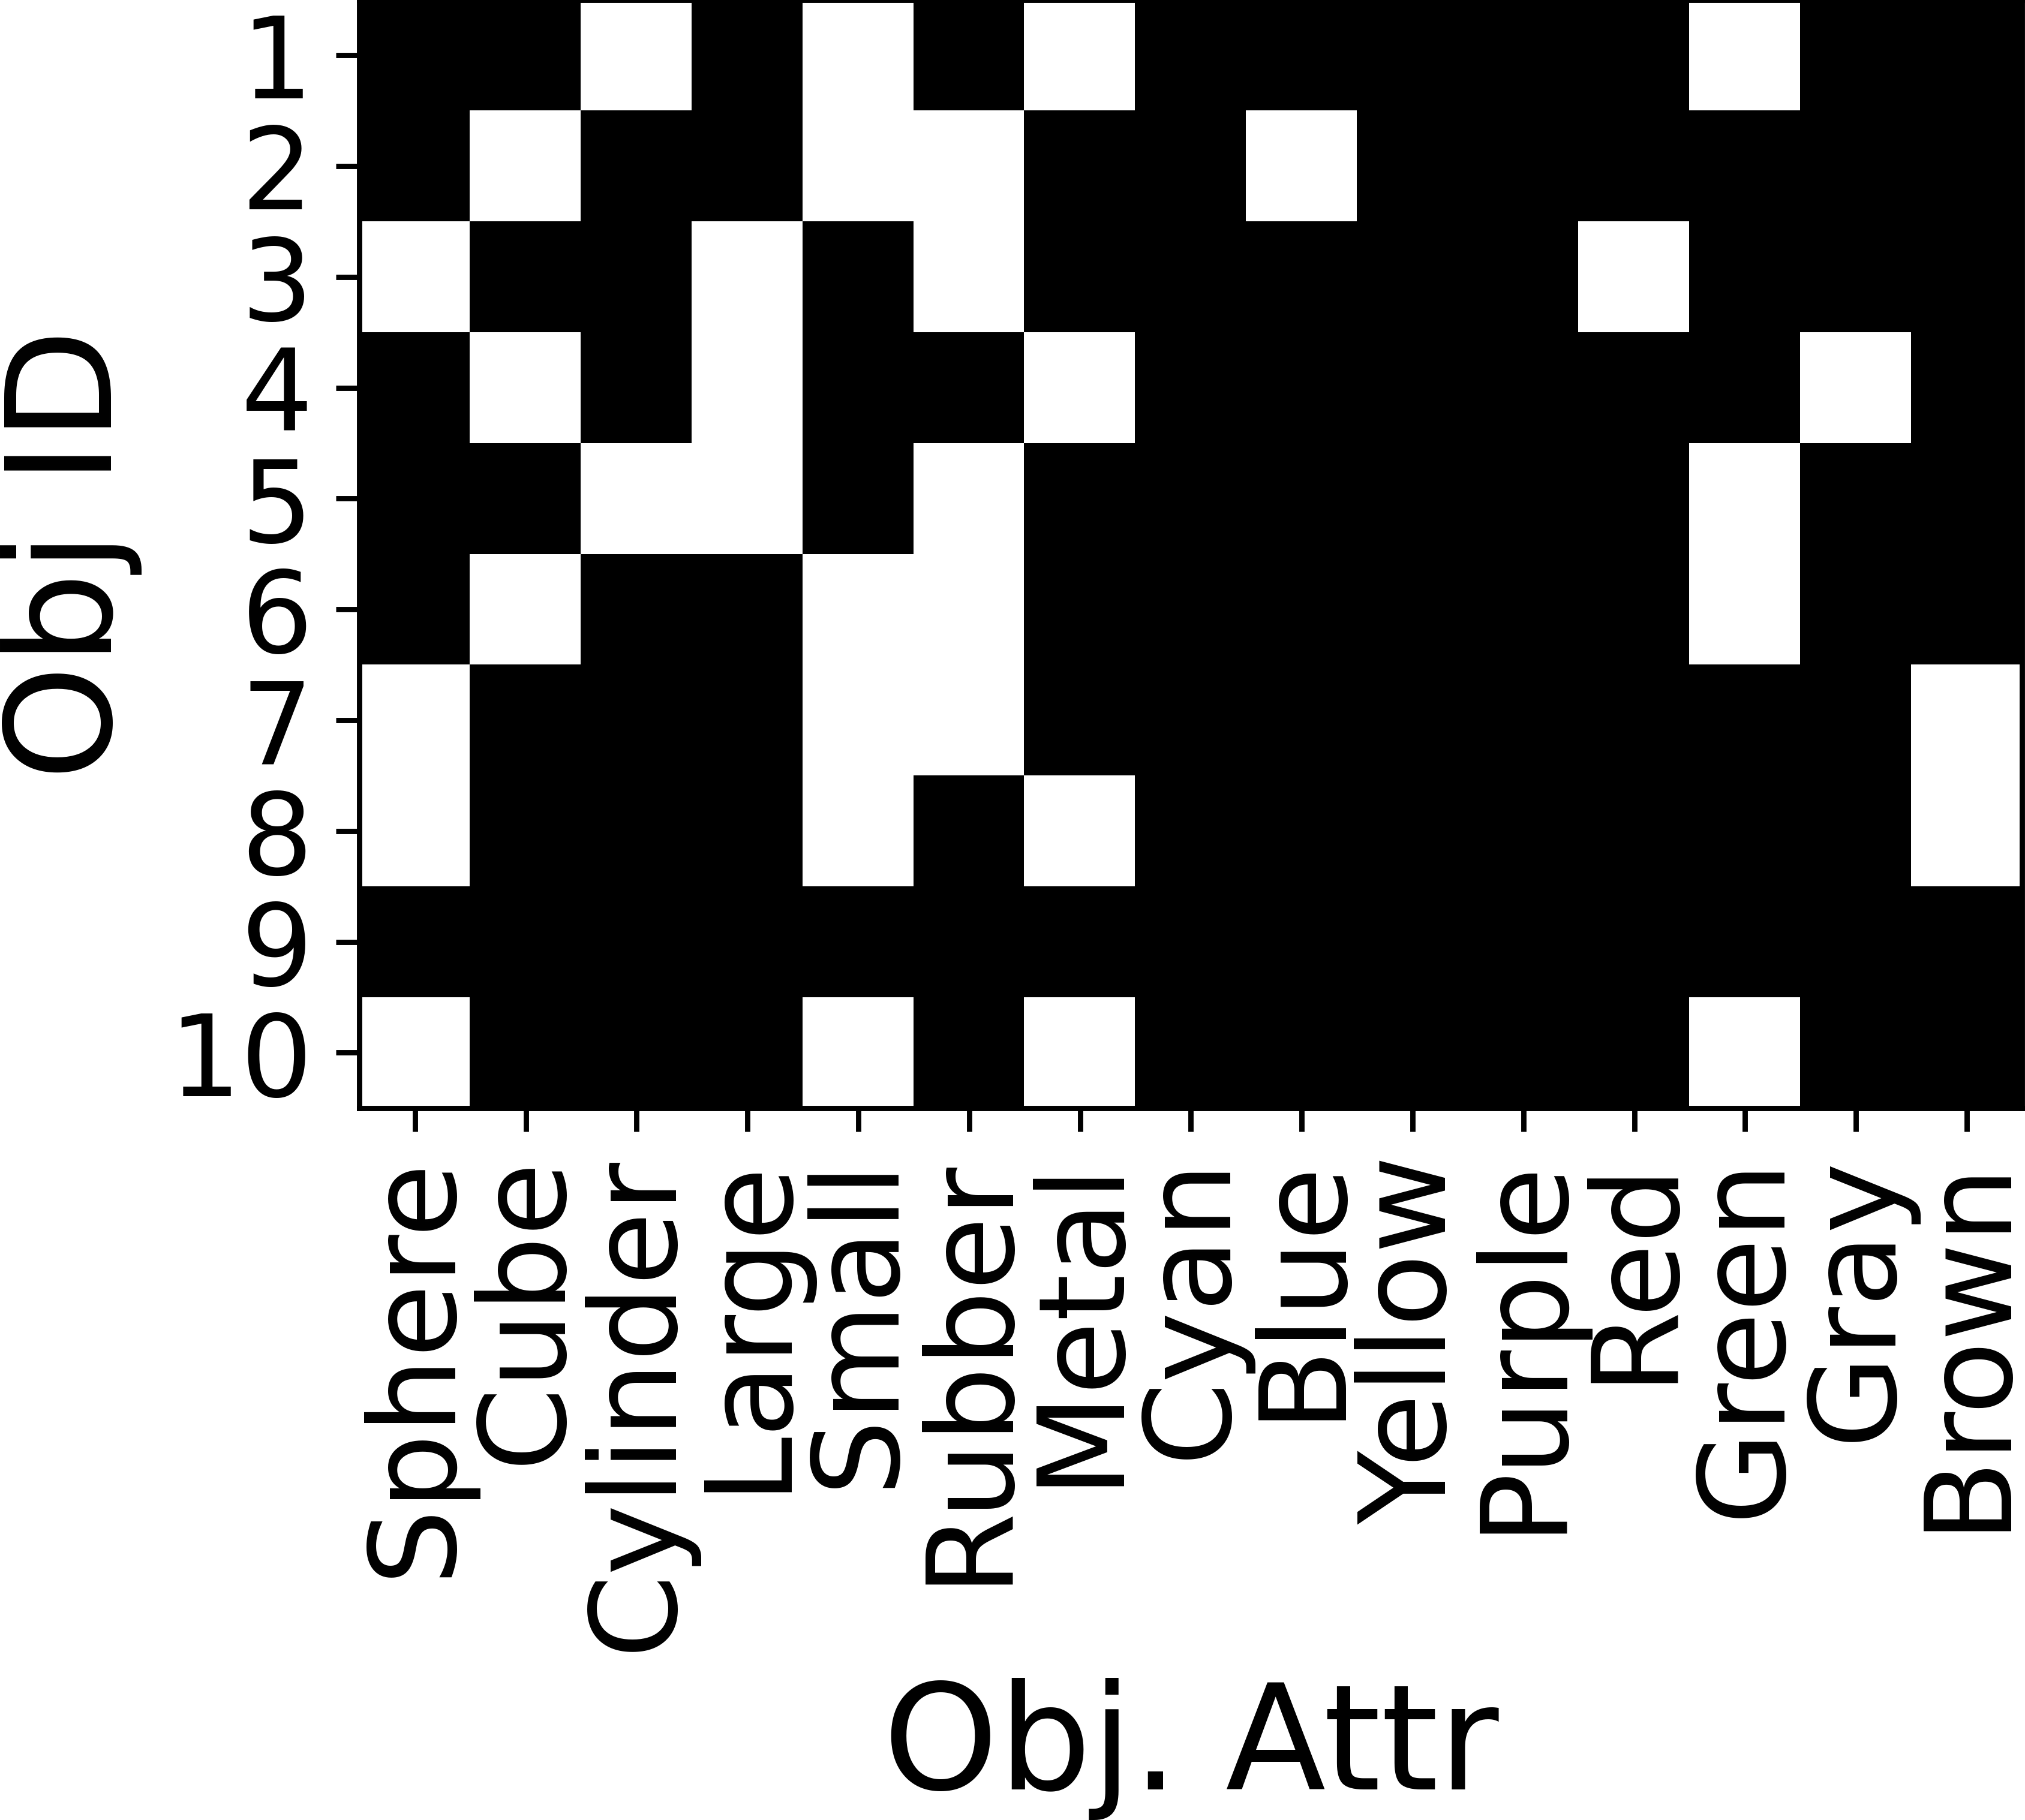 Obj ID
1
2
3
4
5
6
7
8
9
10
Sphere
Cube
Cylinder
Large
Small
Rubber
Metal
Cyan
Blue
Yellow
Purple
Red
Green
Gray
Brown
Obj. Attr